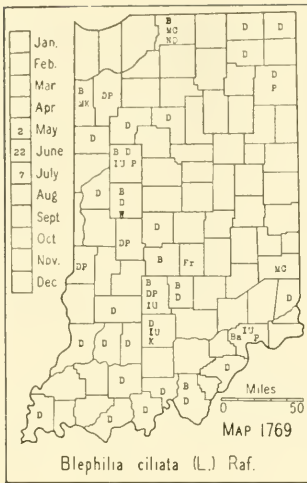 Jan.
Feb.
Mar
Apr
2 May
22 June
7 July
Aug
Sept
Oct
Nov.
Dec
B
MC
ND
D
D
D
D
P
B
MK
DP
D
D
D
B D
IU P
D
B
D
W
D
DP
B
Fr
DP
MC
B
DP
IU
B
D
D
IU
K
D
D
D
D
Ba
IU
P
D
D
B
D
D
D
D
Miles
0 50
MAP 1769
Blephilia ciliata (L.) Raf.